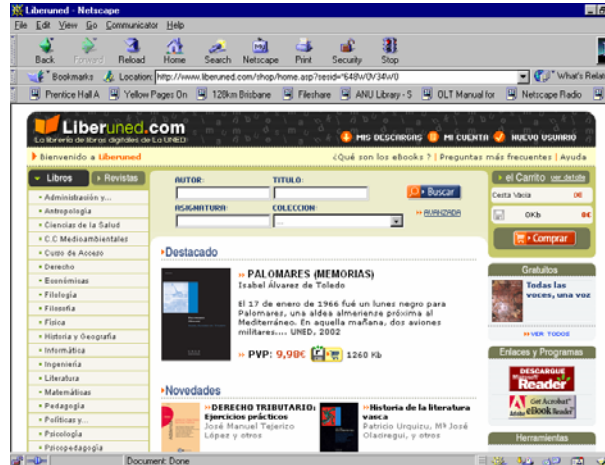 Liberuned - Netscape
File Edit View Go Communicator Help
Back Forward Reload Home Search Netscape Print Security Stop
Bookmarks Location: http://www.liberuned.com/shop/home.asp?sesid=
What's Relat
Prentice Hall A Yellow Pages On 128km Brisbane Fileshare ANU Library - S OLT Manual for Netscape Radio
Liberuned.com
La librería de libros digitales de La UNED
MIS DESCARGAS MI CUENTA NUEVO USUARIO
Bienvenido a Liberuned
¿Qué son los eBooks ? | Preguntas más frecuentes | Ayuda
Libros Revistas
Administración y...
Antropología
Ciencias de la Salud
C.C Medioambientales
Curso de Acceso
Derecho
Económicas
Filología
Filosofía
Física
Historia y Geografía
Informática
Ingeniería
Literatura
Matemáticas
Pedagogía
Políticas y...
Psicología
Psicopedagogía
AUTOR: TITULO:
Buscar
ASIGNATURA: COLECCION:
...
AVANZADA
Destacado
PALOMARES (MEMORIAS)
Isabel Álvarez de Toledo
El 17 de enero de 1966 fué un lunes negro para
Palomares, una aldea almeriense próxima al
Mediterráneo. En aquella mañana, dos aviones
militares.... UNED, 2002
PVP: 9,98€ 1260 Kb
Novedades
DERECHO TRIBUTARIO:
Ejercicios prácticos
José Manuel Tejerico
López y otros
Historia de la literatura
vasca
Patricio Urquizu, Mª José
Olaziregui, y otros
el Carrito ver detalle
Cesta Vacía 0€
0Kb 0€
Comprar
Gratuitos
Todas las
voces, una voz
VER TODOS
Enlaces y Programas
DESCARGUE
Microsoft
Reader
Get Acrobat
Adobe eBook Reader
Herramientas
Document: Done